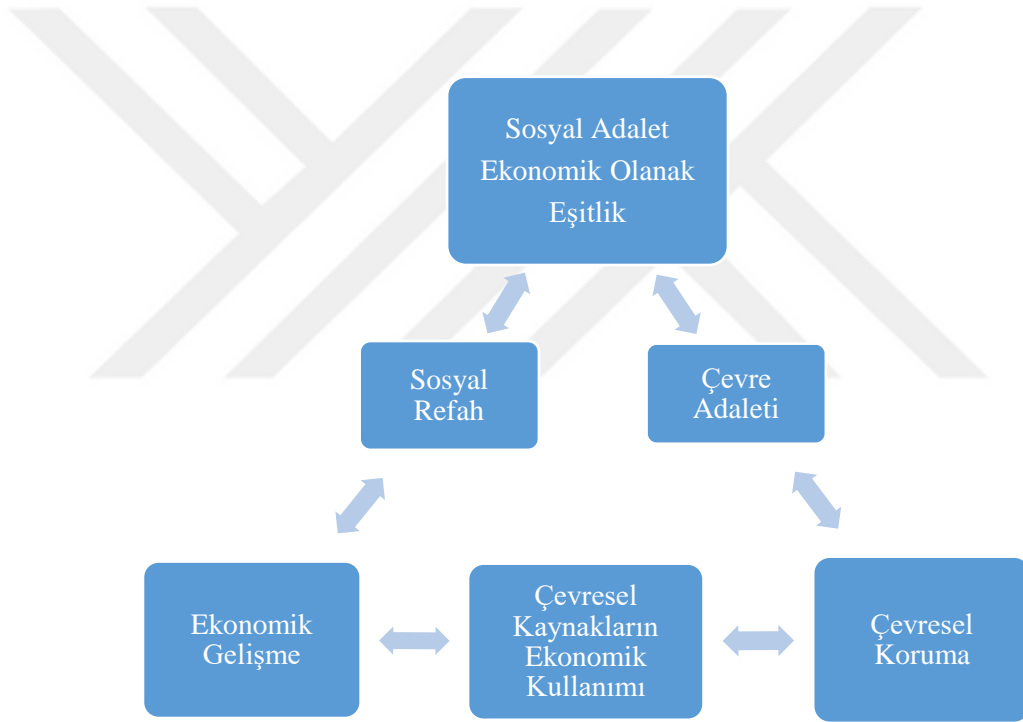 Sosyal Adalet
Ekonomik Olanak
Eşitlik
Sosyal
Refah
Çevre
Adaleti
Ekonomik
Gelişme
Çevresel
Kaynakların
Ekonomik
Kullanımı
Çevresel
Koruma